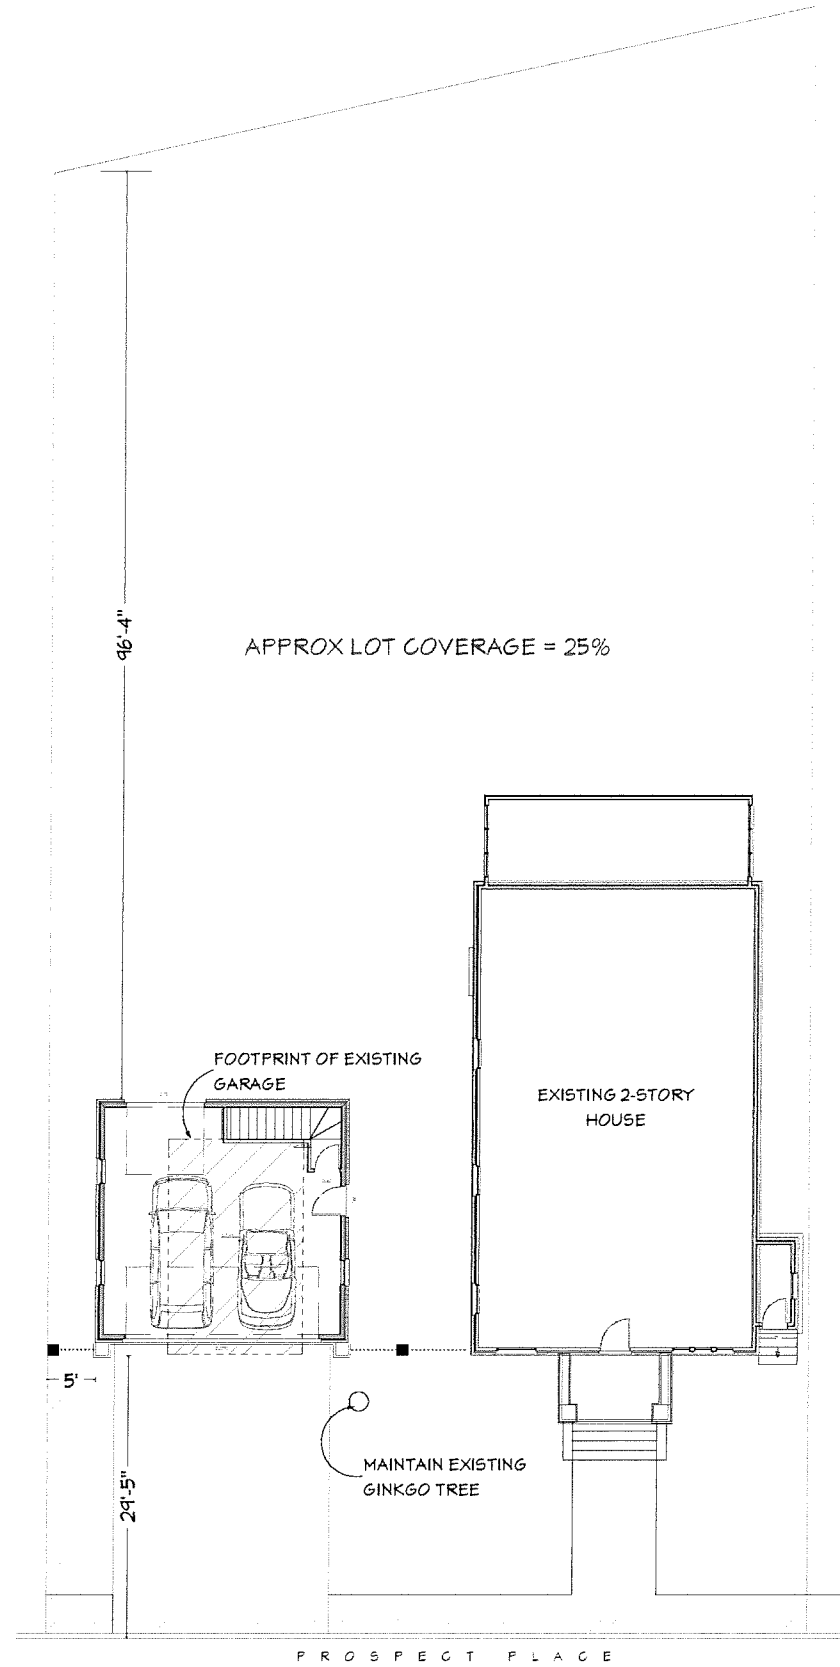 96'-4"
APPROX LOT COVERAGE = 25%
FOOTPRINT OF EXISTING
GARAGE
EXISTING 2-STORY
HOUSE
5'
MAINTAIN EXISTING
GINKGO TREE
29'-5"
PROSPECT PLACE